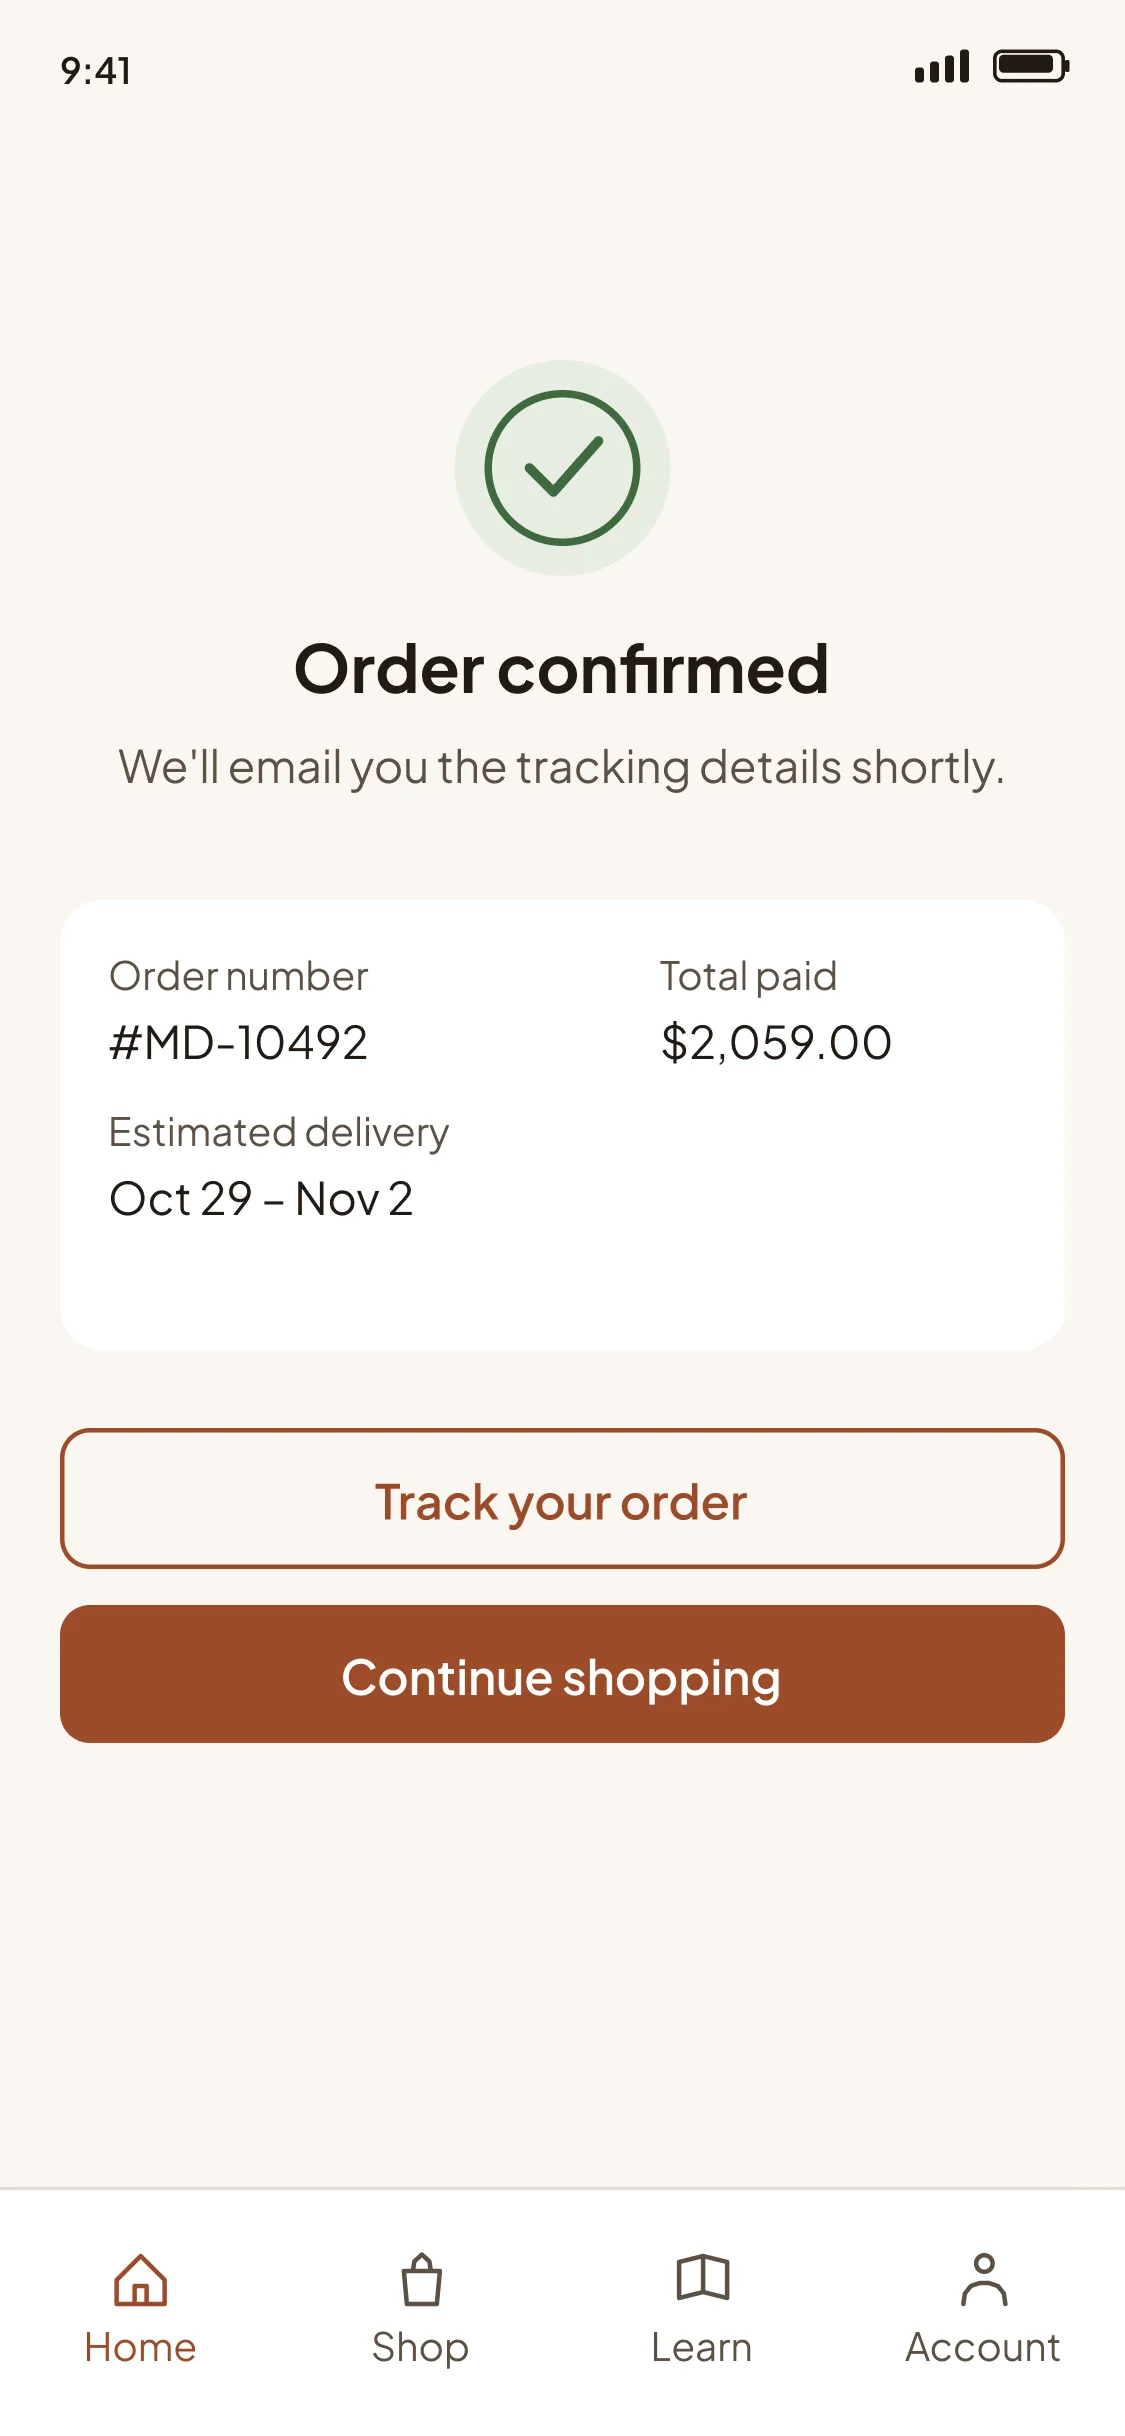 9:41
Order confirmed
We'll email you the tracking details shortly.
Order number
#MD-10492
Total paid
$2,059.00
Estimated delivery
Oct 29 – Nov 2
Track your order
Continue shopping
Home
Shop
Learn
Account